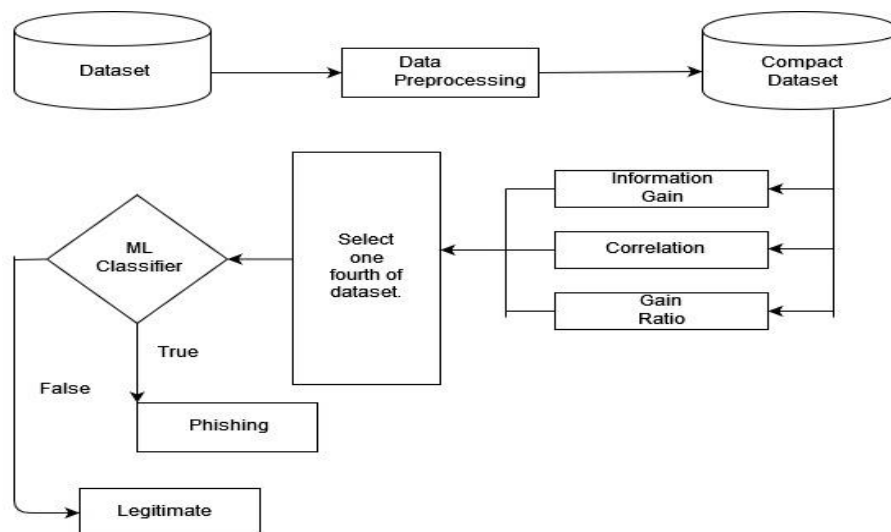 Dataset
Data
Preprocessing
Compact
Dataset
Information
Gain
Correlation
Gain
Ratio
Select
one
fourth of
dataset.
ML
Classifier
True
False
Phishing
Legitimate